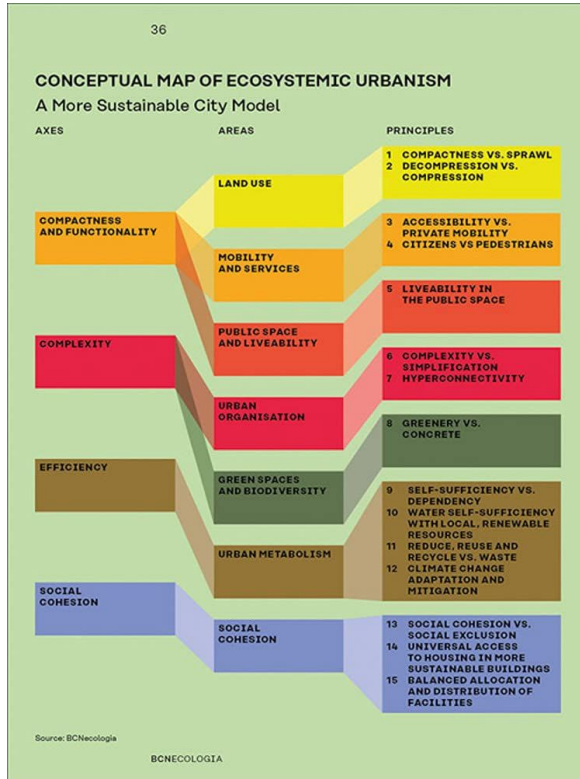 36
CONCEPTUAL MAP OF ECOSYSTEMIC URBANISM
A More Sustainable City Model
AXES
AREAS
PRINCIPLES
COMPACTNESS
AND FUNCTIONALITY
COMPLEXITY
EFFICIENCY
SOCIAL
COHESION
LAND USE
MOBILITY
AND SERVICES
PUBLIC SPACE
AND LIVEABILITY
URBAN
ORGANISATION
GREEN SPACES
AND BIODIVERSITY
URBAN METABOLISM
SOCIAL
COHESION
1 COMPACTNESS VS. SPRAWL
2 DECOMPRESSION VS.
COMPRESSION
3 ACCESSIBILITY VS.
PRIVATE MOBILITY
4 CITIZENS VS PEDESTRIANS
5 LIVEABILITY IN
THE PUBLIC SPACE
6 COMPLEXITY VS.
SIMPLIFICATION
7 HYPERCONNECTIVITY
8 GREENERY VS.
CONCRETE
9 SELF-SUFFICIENCY VS.
DEPENDENCY
10 WATER SELF-SUFFICIENCY
WITH LOCAL, RENEWABLE
RESOURCES
11 REDUCE, REUSE AND
RECYCLE VS. WASTE
12 CLIMATE CHANGE
ADAPTATION AND
MITIGATION
13 SOCIAL COHESION VS.
SOCIAL EXCLUSION
14 UNIVERSAL ACCESS
TO HOUSING IN MORE
SUSTAINABLE BUILDINGS
15 BALANCED ALLOCATION
AND DISTRIBUTION OF
FACILITIES
Source: BCNecologia
BCNECOLOGIA